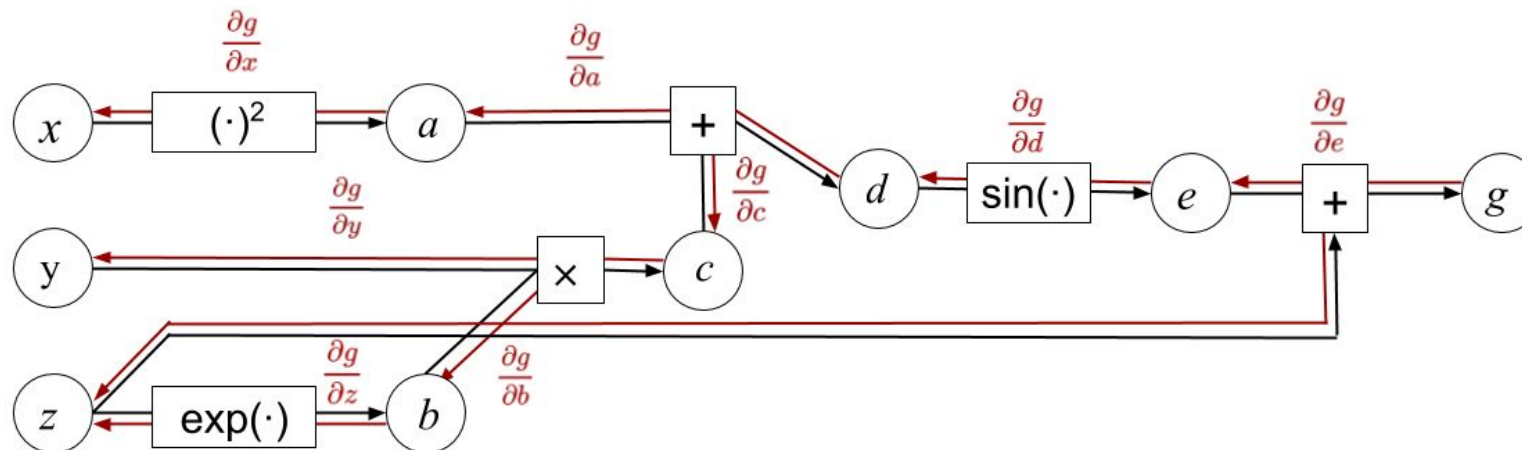 ∂g/∂x
∂g/∂a
x
(·)²
a
+
∂g/∂d
∂g/∂e
∂g/∂c
d
sin(·)
e
+
g
∂g/∂y
y
×
c
∂g/∂z
∂g/∂b
z
exp(·)
b